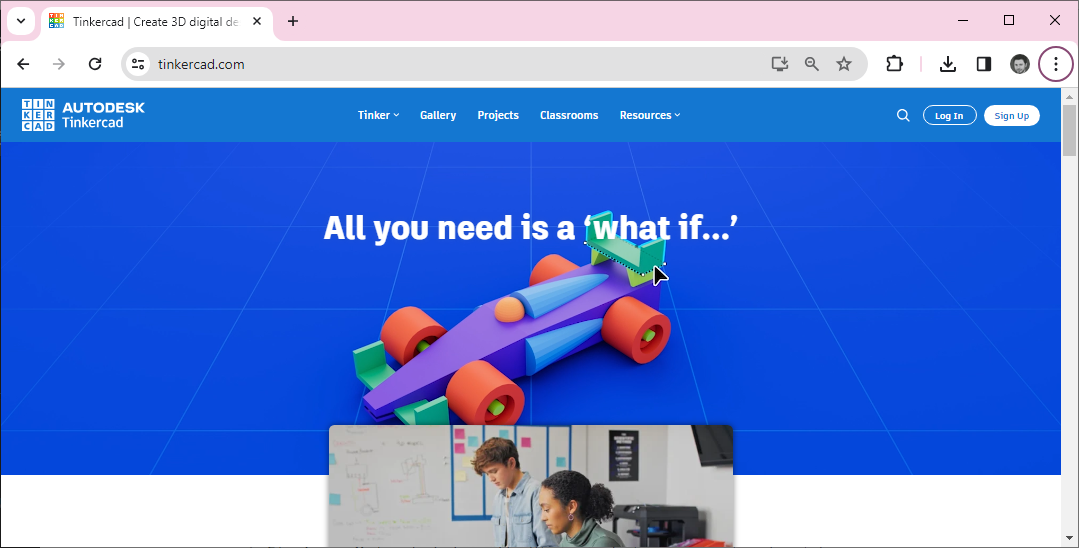 Tinkercad | Create 3D digital de
tinkercad.com
TIN
KER
CAD
AUTODESK
Tinkercad
Tinker
Gallery
Projects
Classrooms
Resources
Log In
Sign Up
All you need is a ‘what if...’